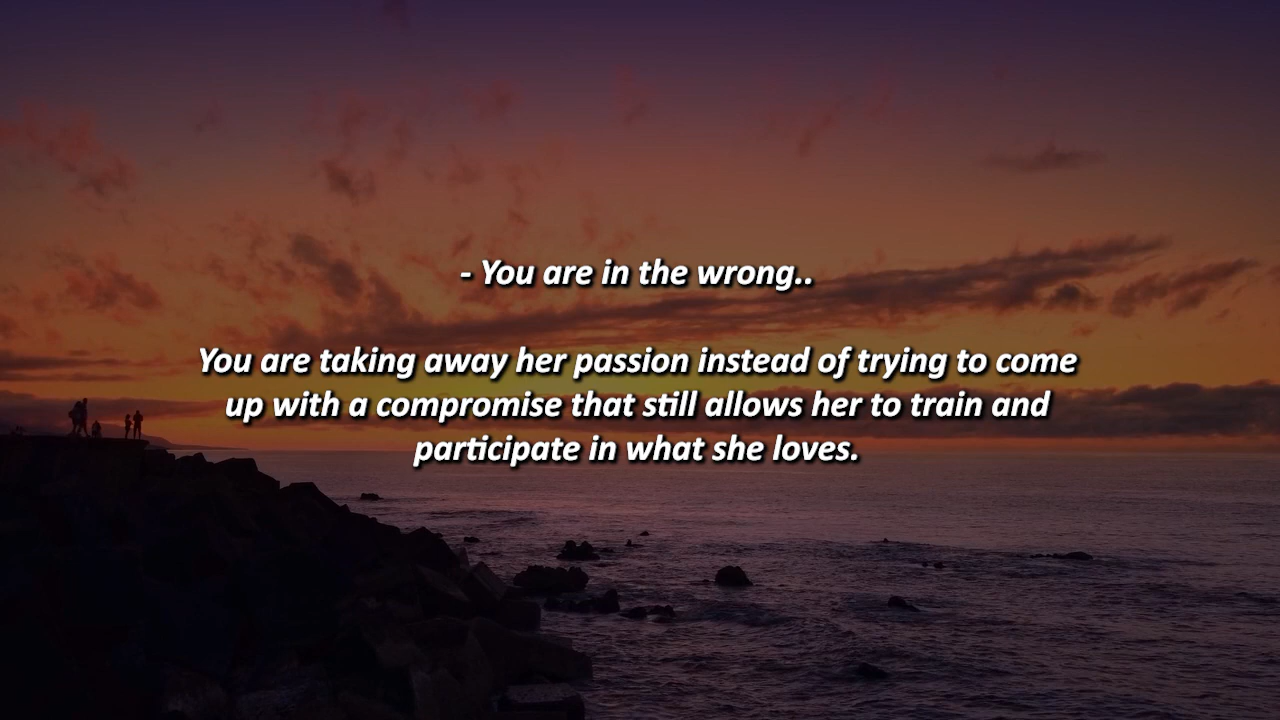 - You are in the wrong..
You are taking away her passion instead of trying to come
up with a compromise that still allows her to train and
participate in what she loves.